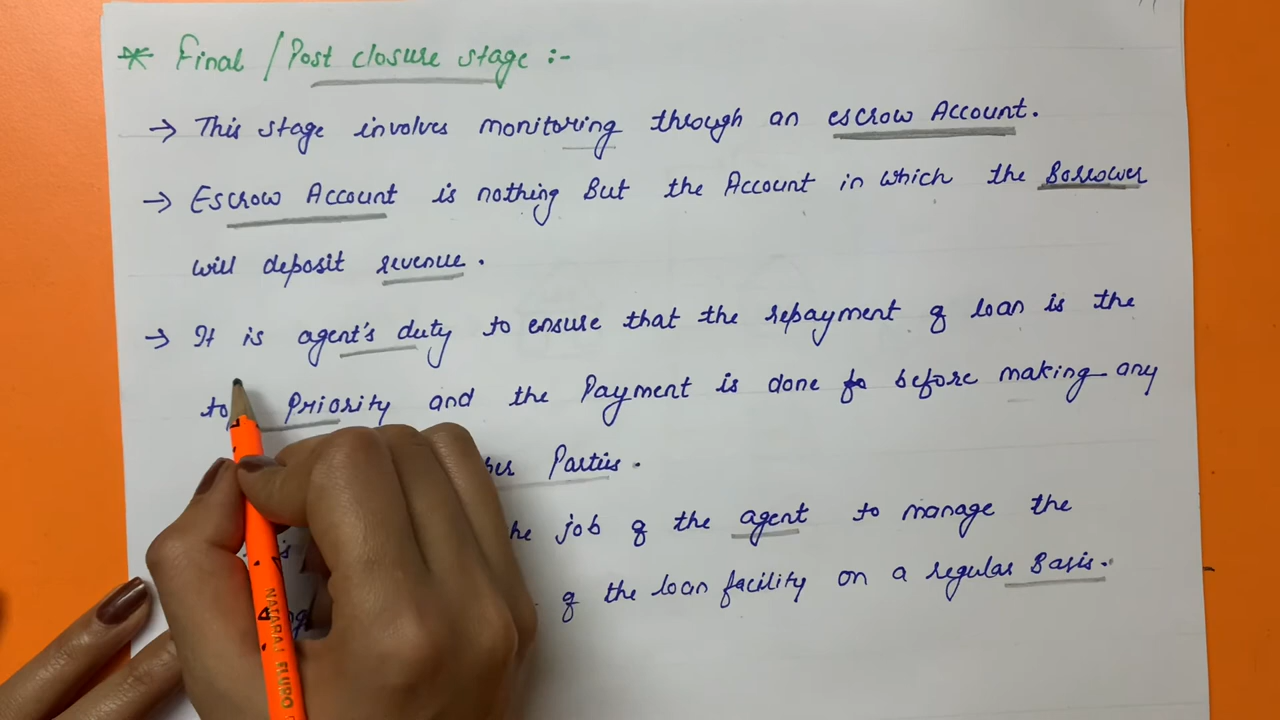 * Final / Post closure stage :-
→ This stage involves monitoring through an escrow Account.
→ Escrow Account is nothing But the Account in which the Borrower
will deposit revenue.
→ It is agent's duty to ensure that the repayment of loan is the
Priority and the Payment is done before making any
Parties.
job of the agent to manage the
of the loan facility on a regular Basis.
NATARAJ FLURO